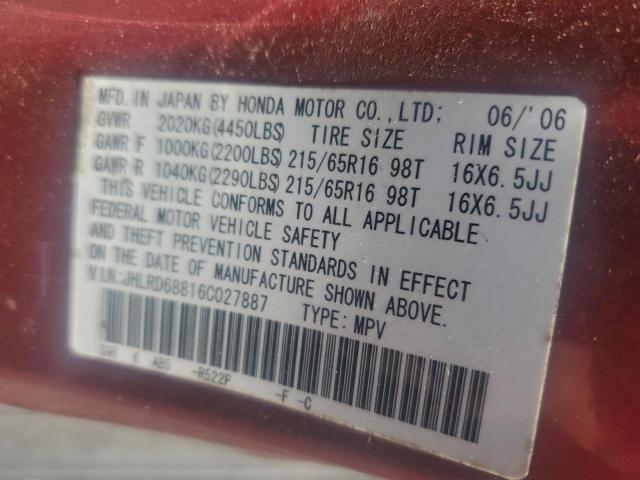 MFD. IN JAPAN BY HONDA MOTOR CO.,LTD; 06/'06
GVWR 2020KG(4450LBS) TIRE SIZE RIM SIZE
GAWR F 1000KG(2200LBS) 215/65R16 98T 16X6.5JJ
GAWR R 1040KG(2290LBS) 215/65R16 98T 16X6.5JJ
THIS VEHICLE CONFORMS TO ALL APPLICABLE
FEDERAL MOTOR VEHICLE SAFETY
AND THEFT PREVENTION STANDARDS IN EFFECT
ON THE DATE OF MANUFACTURE SHOWN ABOVE.
V.I.N:JHLRD68816C027887 TYPE: MPV
6 AB5 -R522P -F -C